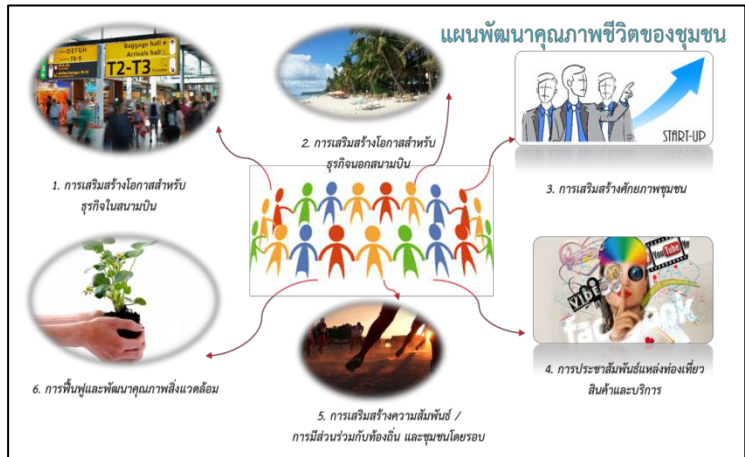 แผนพัฒนาคุณภาพชีวิตของชุมชน
Baggage hall
Arrivals hall
T2-T3
1. การเสริมสร้างโอกาสสำหรับ
ธุรกิจในสนามบิน
2. การเสริมสร้างโอกาสสำหรับ
ธุรกิจนอกสนามบิน
START-UP
3. การเสริมสร้างศักยภาพชุมชน
You Tube
facebook
4. การประชาสัมพันธ์แหล่งท่องเที่ยว
สินค้าและบริการ
5. การเสริมสร้างความสัมพันธ์ /
การมีส่วนร่วมกับท้องถิ่น และชุมชนโดยรอบ
6. การฟื้นฟูและพัฒนาคุณภาพสิ่งแวดล้อม